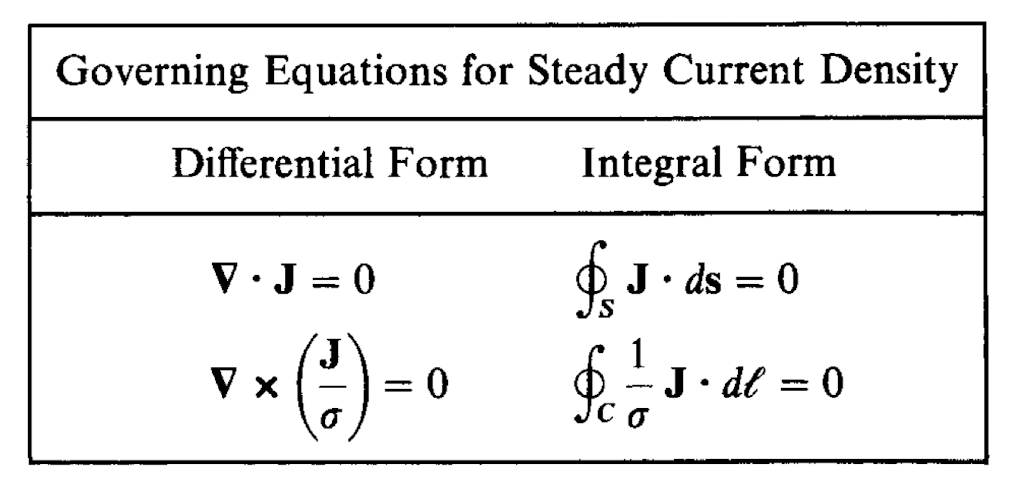 Governing Equations for Steady Current Density
Differential Form Integral Form
∇ · J = 0 ∮_S J · ds = 0
∇ × (J/σ) = 0 ∮_C 1/σ J · dℓ = 0